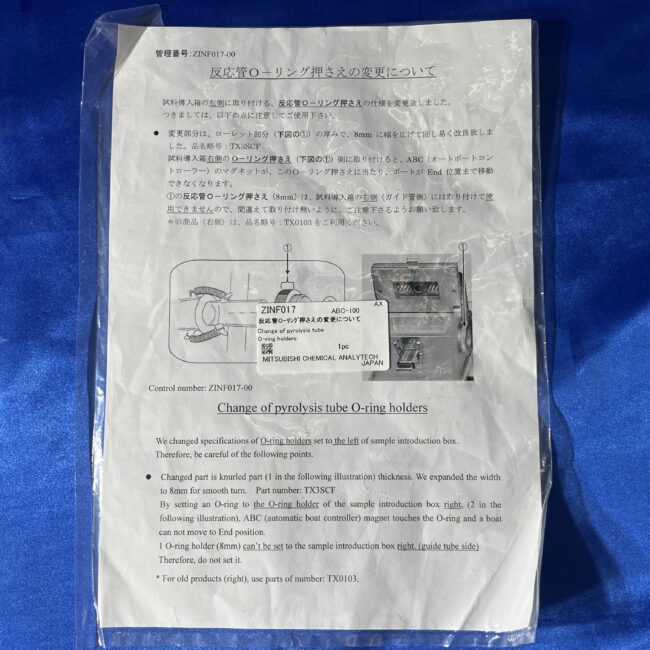 管理番号:ZINF017-00
反応管O－リング押さえの変更について
試料導入箱の左側に取り付ける、反応管O－リング押さえの仕様を変更致しました。
つきましては、以下の点に注意してご使用下さい。
● 変更部分は、ローレット部分（下図の①）の厚みで、8mm に幅を広げて回し易く改良致しま
した。品名略号：TX3SCF
試料導入箱右側のO－リング押さえ（下図の②）側に取り付けると、ABC（オートボートコント
ローラー）のマグネットが、このO－リング押さえに当たり、ボートが End 位置まで移動
できなくなります。
①の反応管O－リング押さえ（8mm）は、試料導入箱の右側（ガイド管側）には取り付けて使
用できませんので、間違えて取り付け無いように、ご注意下さるようお願い致します。
＊旧商品（右側）は、品名略号：TX0103 をご利用ください。
①
①
ZINF017 ABC-100 AX
反応管O-リング押さえの変更について
Change of pyrolysis tube
O-ring holders
1pc
MITSUBISHI CHEMICAL ANALYTECH
JAPAN
Control number: ZINF017-00
Change of pyrolysis tube O-ring holders
We changed specifications of O-ring holders set to the left of sample introduction box.
Therefore, be careful of the following points.
● Changed part is knurled part (1 in the following illustration) thickness. We expanded the width
to 8mm for smooth turn. Part number: TX3SCF
By setting an O-ring to the O-ring holder of the sample introduction box right, (2 in the
following illustration), ABC (automatic boat controller) magnet touches the O-ring and a boat
can not move to End position.
1 O-ring holder (8mm) can't be set to the sample introduction box right. (guide tube side)
Therefore, do not set it.
* For old products (right), use parts of number: TX0103.